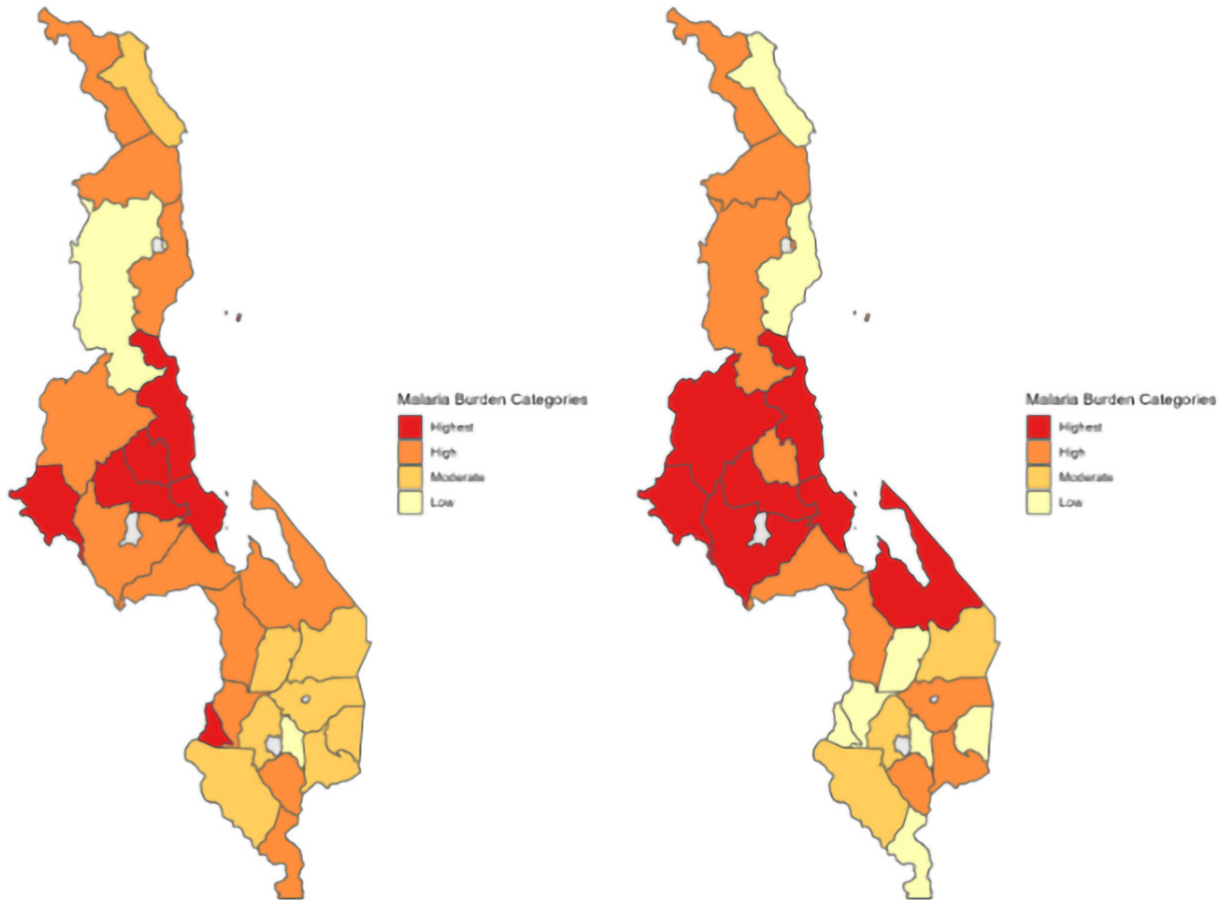 Malaria Burden Categories
Highest
High
Moderate
Low
Malaria Burden Categories
Highest
High
Moderate
Low